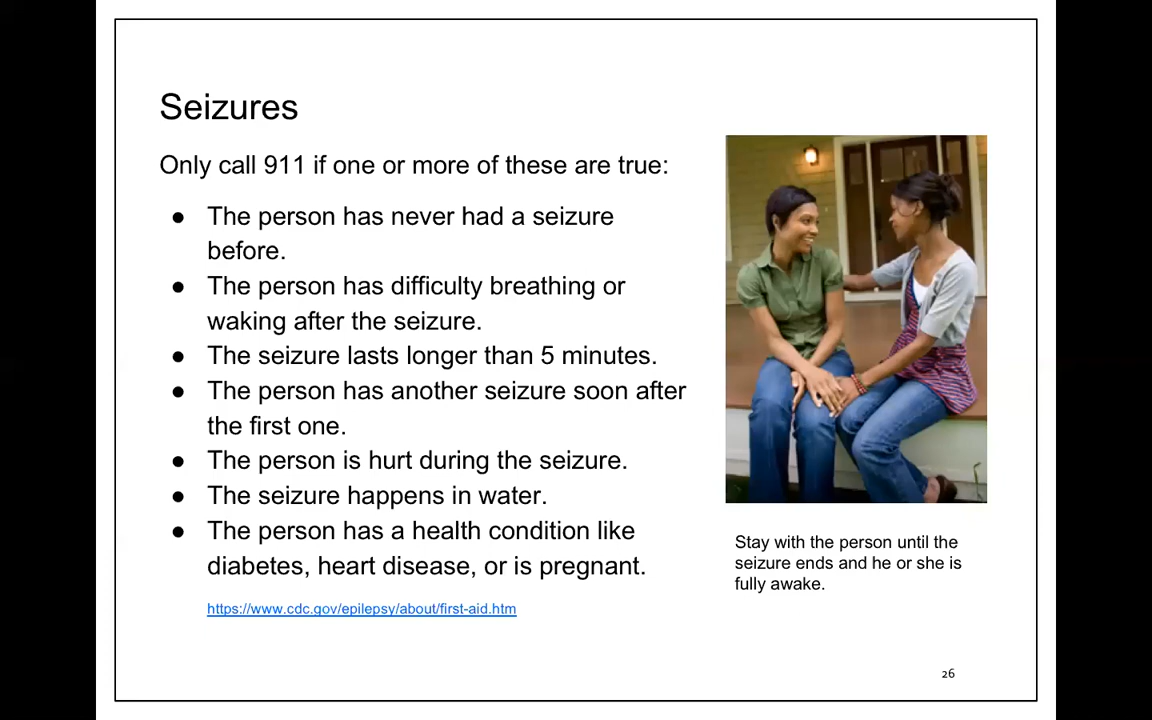 Seizures
Only call 911 if one or more of these are true:
● The person has never had a seizure
before.
● The person has difficulty breathing or
waking after the seizure.
● The seizure lasts longer than 5 minutes.
● The person has another seizure soon after
the first one.
● The person is hurt during the seizure.
● The seizure happens in water.
● The person has a health condition like
diabetes, heart disease, or is pregnant.
https://www.cdc.gov/epilepsy/about/first-aid.htm
Stay with the person until the
seizure ends and he or she is
fully awake.
26